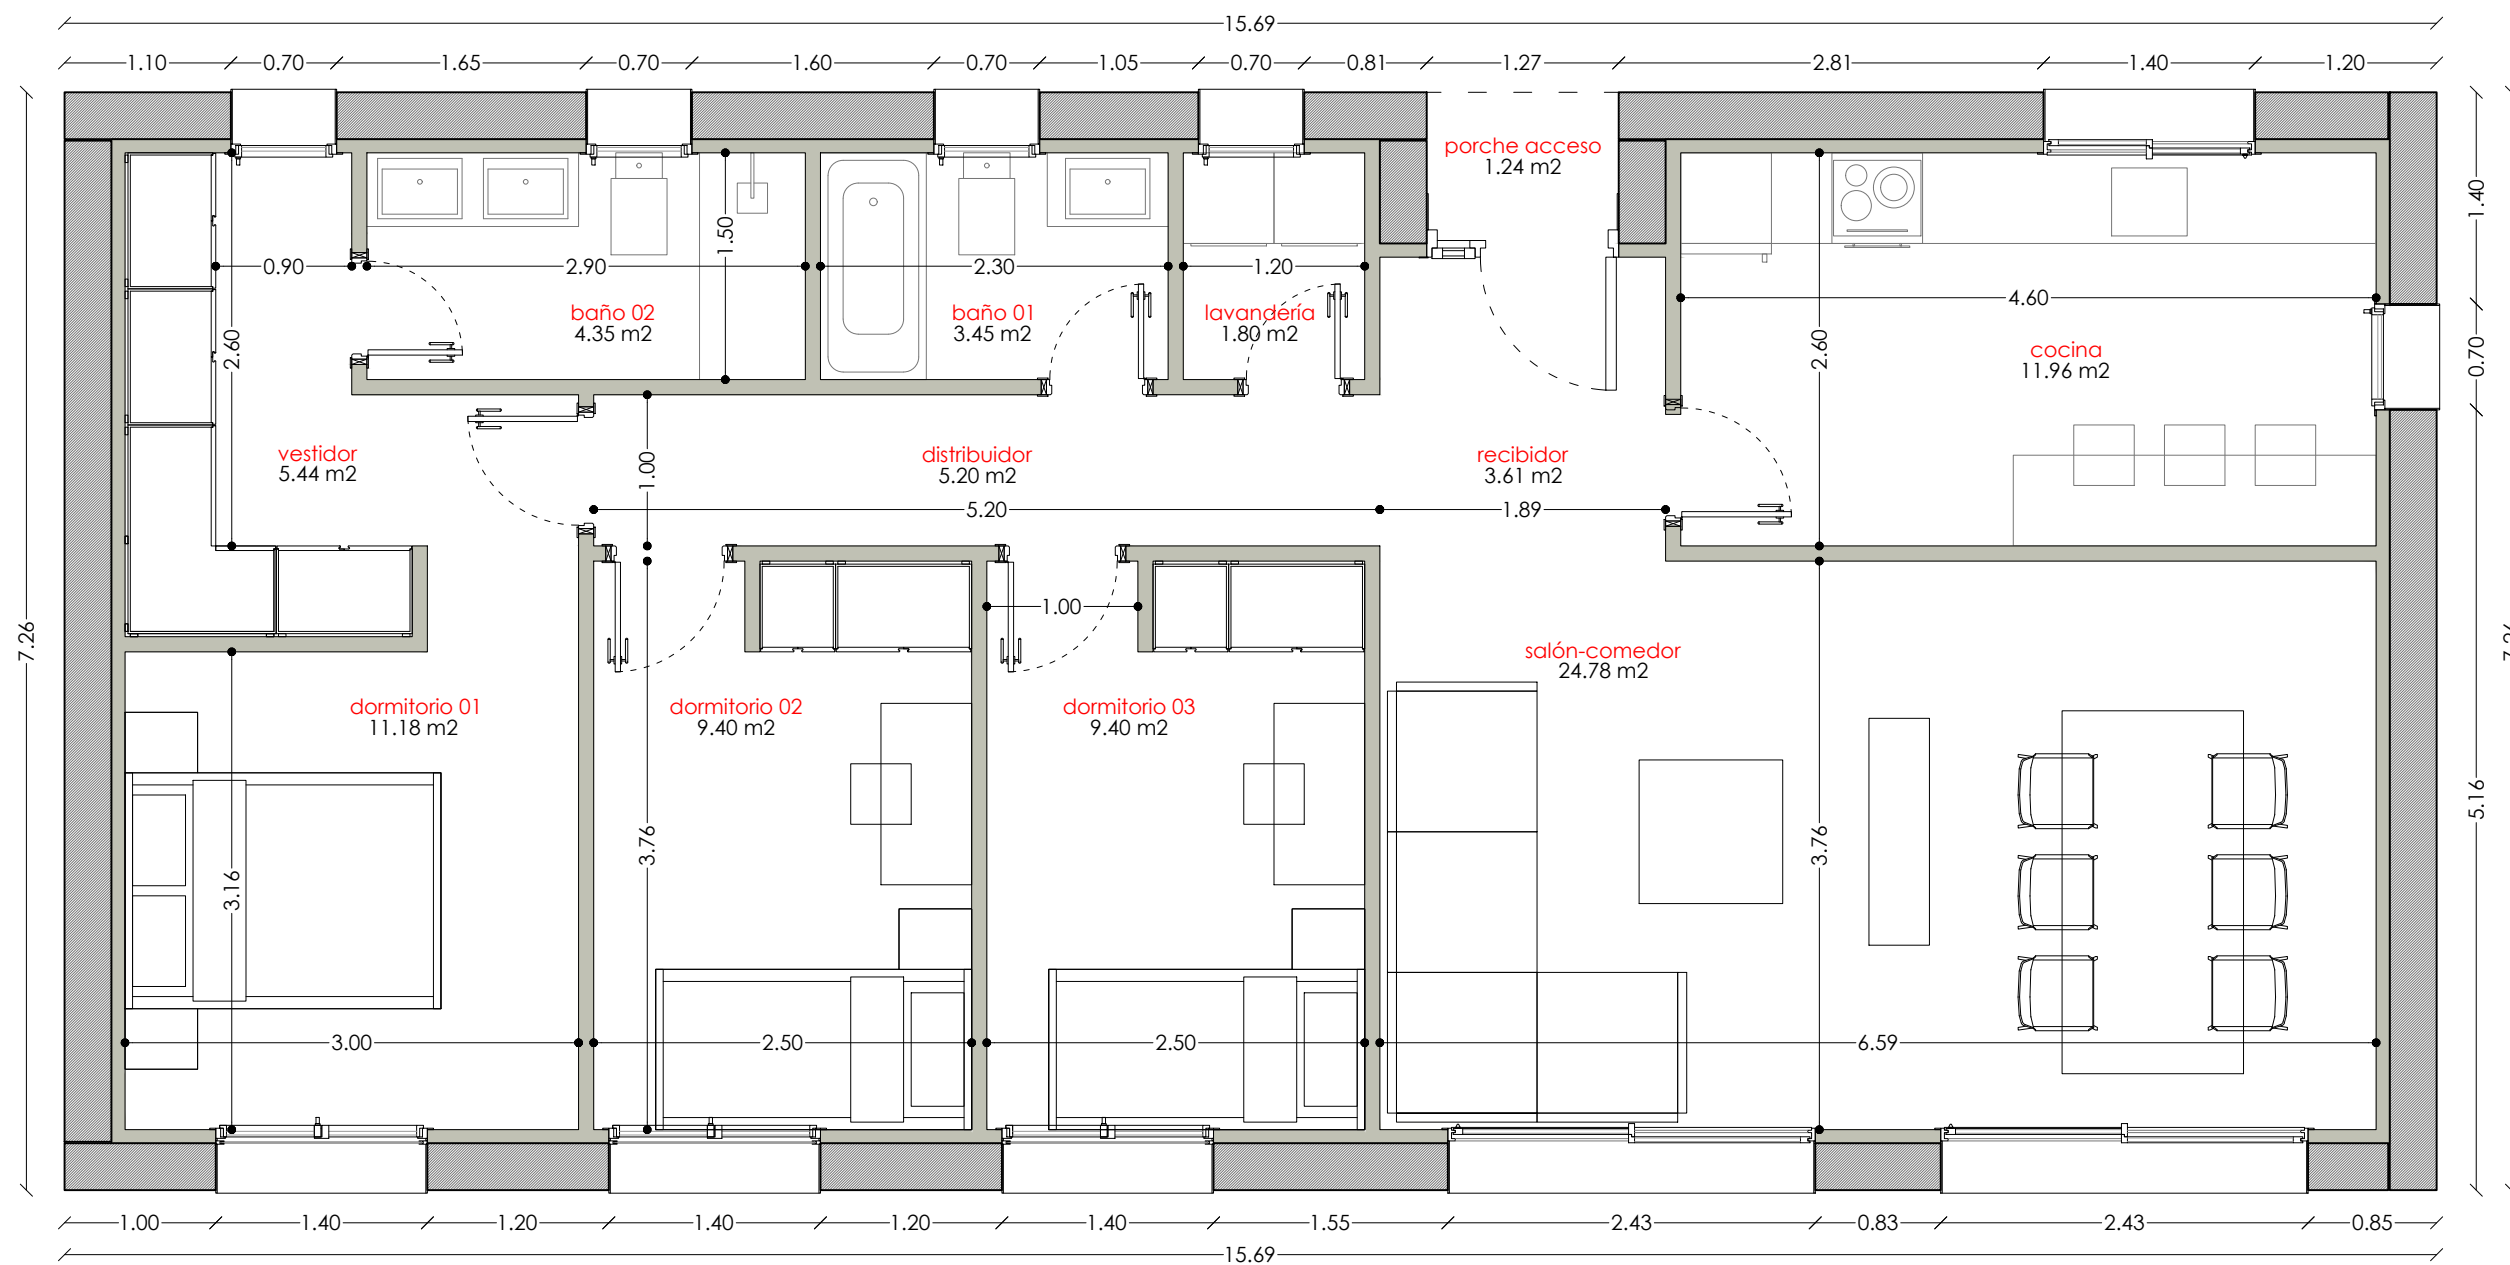 15.69
1.10 0.70 1.65 0.70 1.60 0.70 1.05 0.70 0.81 1.27 2.81 1.40 1.20
porche acceso
1.24 m2
1.40
1.50
0.90 2.90 2.30 1.20
4.60
baño 02
4.35 m2
baño 01
3.45 m2
lavandería
1.80 m2
2.60
2.60
cocina
11.96 m2
0.70
vestidor
5.44 m2
1.00
distribuidor
5.20 m2
recibidor
3.61 m2
5.20 1.89
1.00
7.26
salón-comedor
24.78 m2
dormitorio 01
11.18 m2
dormitorio 02
9.40 m2
dormitorio 03
9.40 m2
5.16
3.16
3.76
3.76
3.00 2.50 2.50 6.59
1.00 1.40 1.20 1.40 1.20 1.40 1.55 2.43 0.83 2.43 0.85
15.69